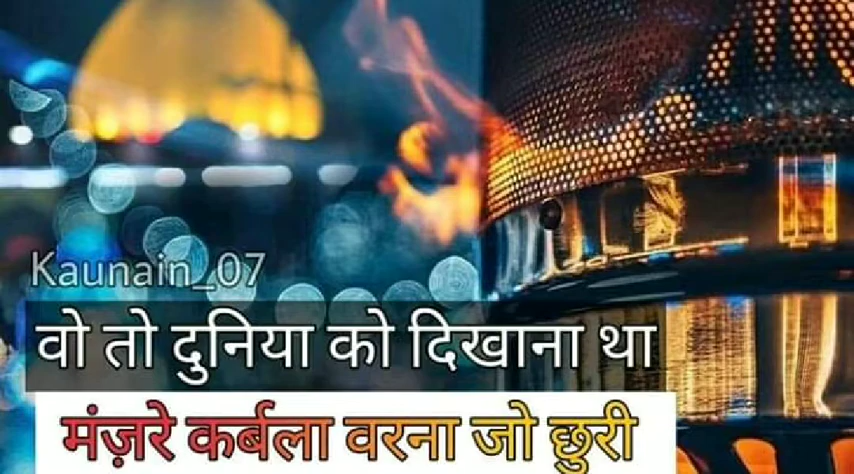 Kaunain_07
वो तो दुनिया को दिखाना था
मंज़रे कर्बला वरना जो छुरी